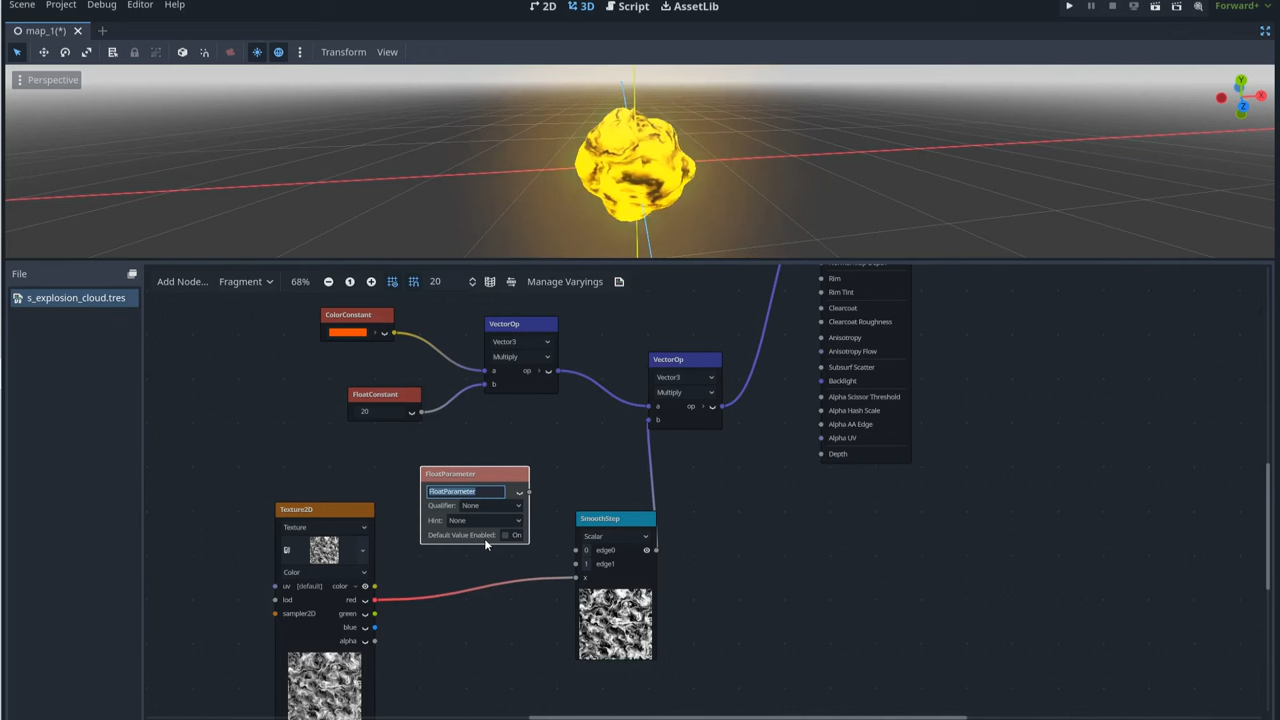 Scene Project Debug Editor Help
2D 3D Script AssetLib
Forward+
map_1(*)
Transform View
Perspective
Y
X
Z
File
s_explosion_cloud.tres
Add Node... Fragment 68% 20 Manage Varyings
ColorConstant
VectorOp
Vector3
Multiply
a op
b
FloatConstant
20
VectorOp
Vector3
Multiply
a op
b
Rim
Rim Tint
Clearcoat
Clearcoat Roughness
Anisotropy
Anisotropy Flow
Subsurf Scatter
Backlight
Alpha Scissor Threshold
Alpha Hash Scale
Alpha AA Edge
Alpha UV
Depth
FloatParameter
FloatParameter
Qualifier: None
Hint: None
Default Value Enabled: On
Texture2D
Texture
Color
uv [default] color
lod red
sampler2D green
blue
alpha
SmoothStep
Scalar
0 edge0
1 edge1
x